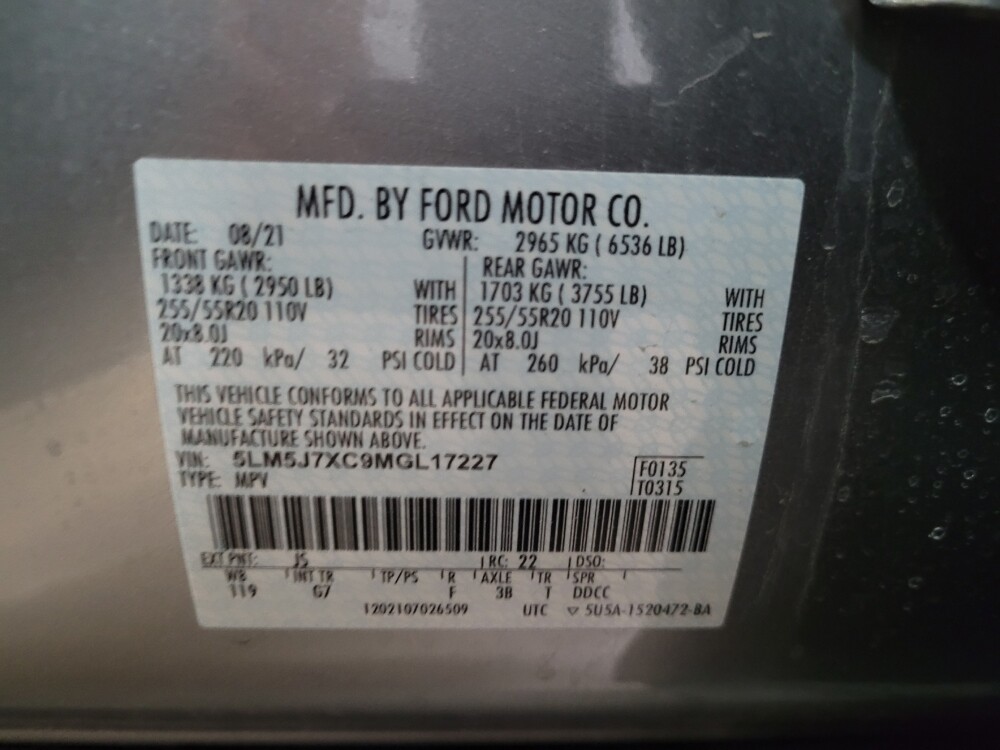 MFD. BY FORD MOTOR CO.
DATE: 08/21 GVWR: 2965 KG ( 6536 LB)
FRONT GAWR: REAR GAWR:
1338 KG ( 2950 LB) WITH 1703 KG ( 3755 LB) WITH
255/55R20 110V TIRES 255/55R20 110V TIRES
20x8.0J RIMS 20x8.0J RIMS
AT 220 kPa/ 32 PSI COLD AT 260 kPa/ 38 PSI COLD
THIS VEHICLE CONFORMS TO ALL APPLICABLE FEDERAL MOTOR
VEHICLE SAFETY STANDARDS IN EFFECT ON THE DATE OF
MANUFACTURE SHOWN ABOVE.
VIN: 5LM5J7XC9MGL17227 F0135
TYPE: MPV T0315
EXT PNT: JS RC: 22 DSO:
WB INT TR TP/PS R AXLE TR SPR
119 G7 F 3B T DDCC
1202107026509 UTC ▽ 5U5A-1520472-BA